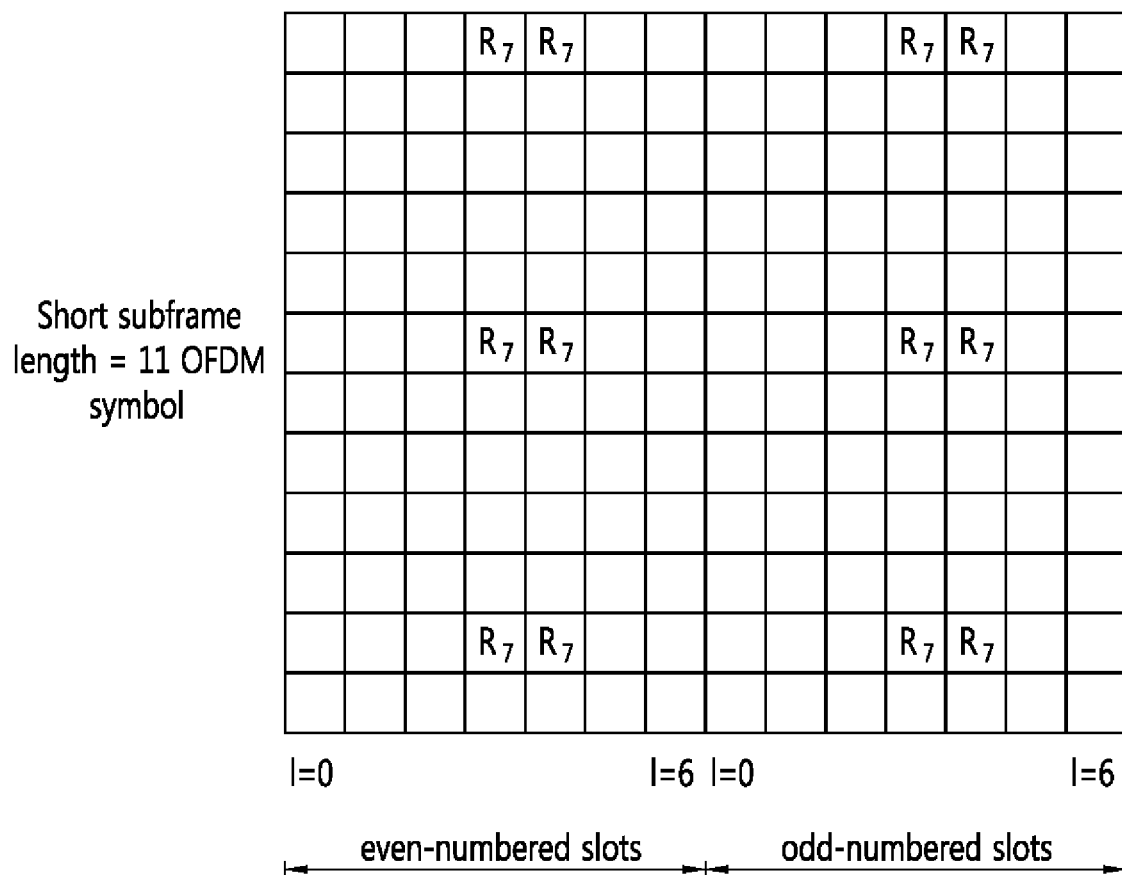 R7 R7 R7 R7
Short subframe
length = 11 OFDM
symbol
R7 R7 R7 R7
R7 R7 R7 R7
l=0 l=6 l=0 l=6
even-numbered slots odd-numbered slots